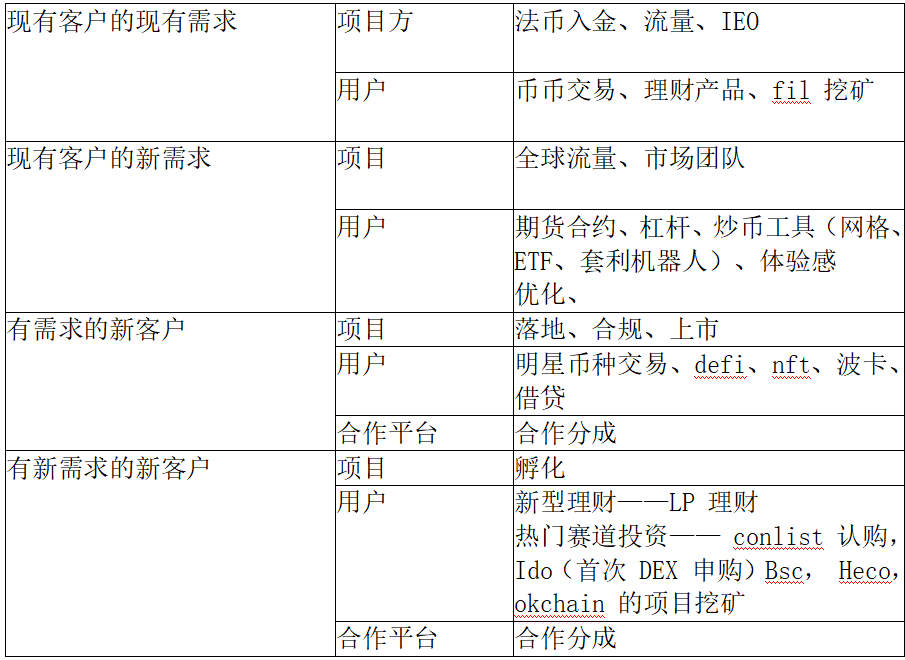 现有客户的现有需求
项目方
法币入金、流量、IEO
用户
币币交易、理财产品、fil 挖矿
现有客户的新需求
项目
全球流量、市场团队
用户
期货合约、杠杆、炒币工具（网格、
ETF、套利机器人）、体验感
优化、
有需求的新客户
项目
落地、合规、上市
用户
明星币种交易、defi、nft、波卡、
借贷
合作平台
合作分成
有新需求的新客户
项目
孵化
用户
新型理财——LP 理财
热门赛道投资—— conlist 认购，
Ido（首次 DEX 申购）Bsc， Heco，
okchain 的项目挖矿
合作平台
合作分成